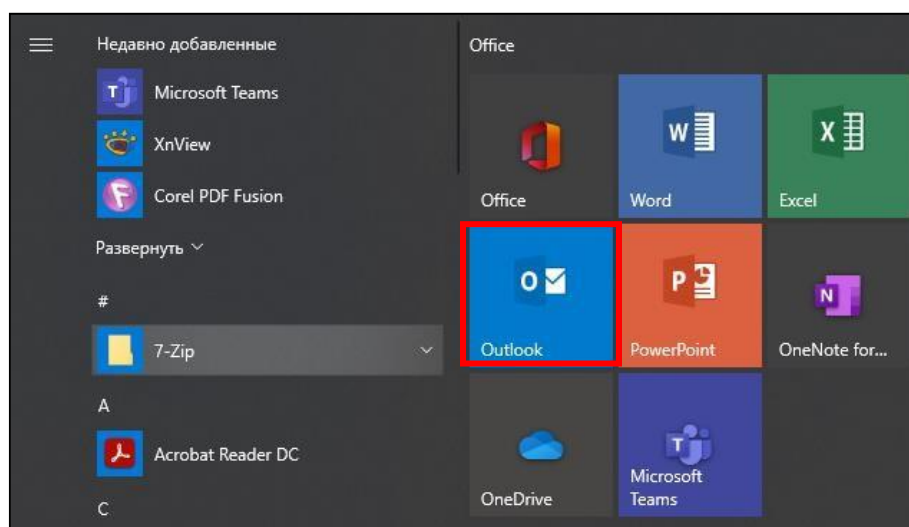 Недавно добавленные
Microsoft Teams
XnView
Corel PDF Fusion
Развернуть
#
7-Zip
A
Acrobat Reader DC
C
Office
Office
Word
Excel
Outlook
PowerPoint
OneNote for...
OneDrive
Microsoft
Teams